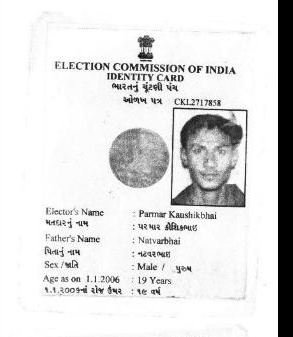 ELECTION COMMISSION OF INDIA
IDENTITY CARD
ભારતનું ચૂંટણી પંચ
ઓળખ પત્ર CKL2717858
Elector's Name : Parmar Kaushikbhai
મતદારનું નામ : પરમાર કૌશિકભાઇ
Father's Name : Natvarbhai
પિતાનું નામ : નટવરભાઇ
Sex / જાતિ : Male / પુરુષ
Age as on 1.1.2006 : 19 Years
૧.૧.૨૦૦૬નાં રોજ ઉંમર : ૧૯ વર્ષ